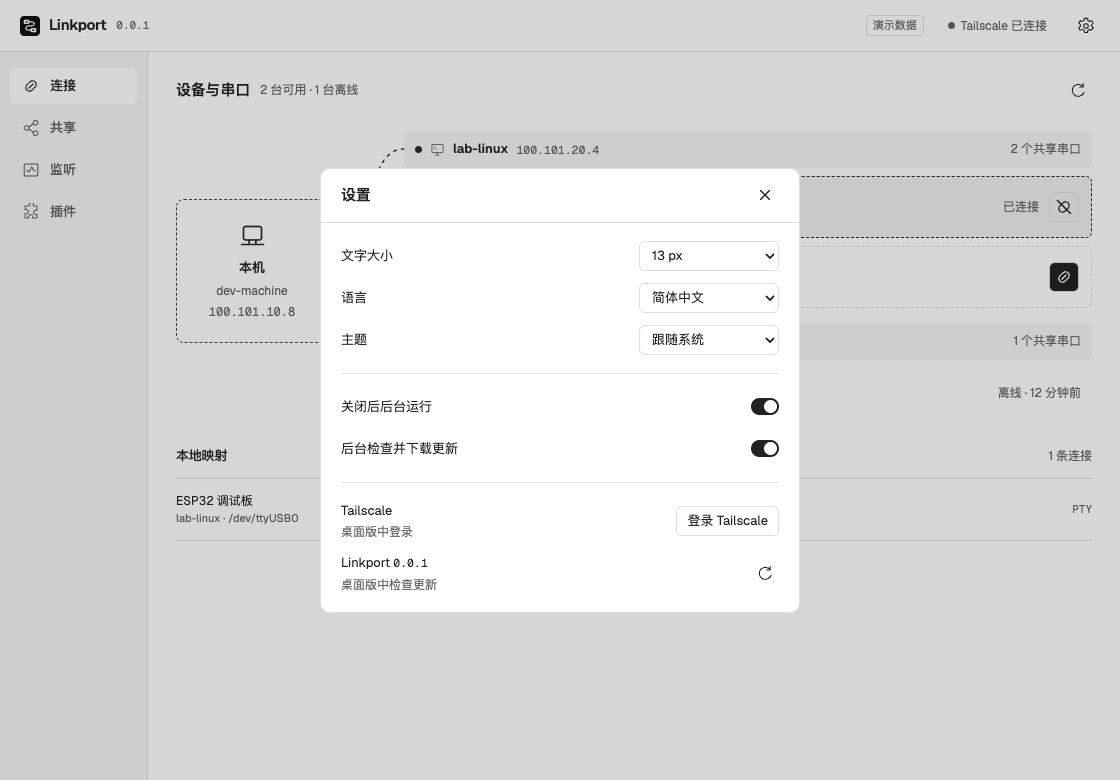 Linkport 0.0.1
演示数据
Tailscale 已连接
连接
共享
监听
插件
设备与串口 2 台可用 · 1 台离线
lab-linux 100.101.20.4
2 个共享串口
已连接
本机
dev-machine
100.101.10.8
1 个共享串口
离线 · 12 分钟前
本地映射
1 条连接
ESP32 调试板
lab-linux · /dev/ttyUSB0
PTY
设置
文字大小
13 px
语言
简体中文
主题
跟随系统
关闭后后台运行
后台检查并下载更新
Tailscale
桌面版中登录
登录 Tailscale
Linkport 0.0.1
桌面版中检查更新